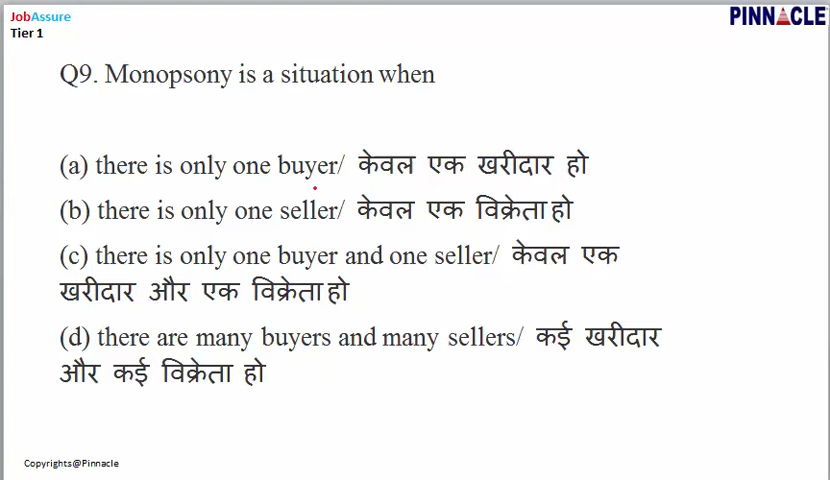 JobAssure
Tier 1
PINNACLE
Q9. Monopsony is a situation when
(a) there is only one buyer/ केवल एक खरीदार हो
(b) there is only one seller/ केवल एक विक्रेता हो
(c) there is only one buyer and one seller/ केवल एक
खरीदार और एक विक्रेता हो
(d) there are many buyers and many sellers/ कई खरीदार
और कई विक्रेता हो
Copyrights@Pinnacle